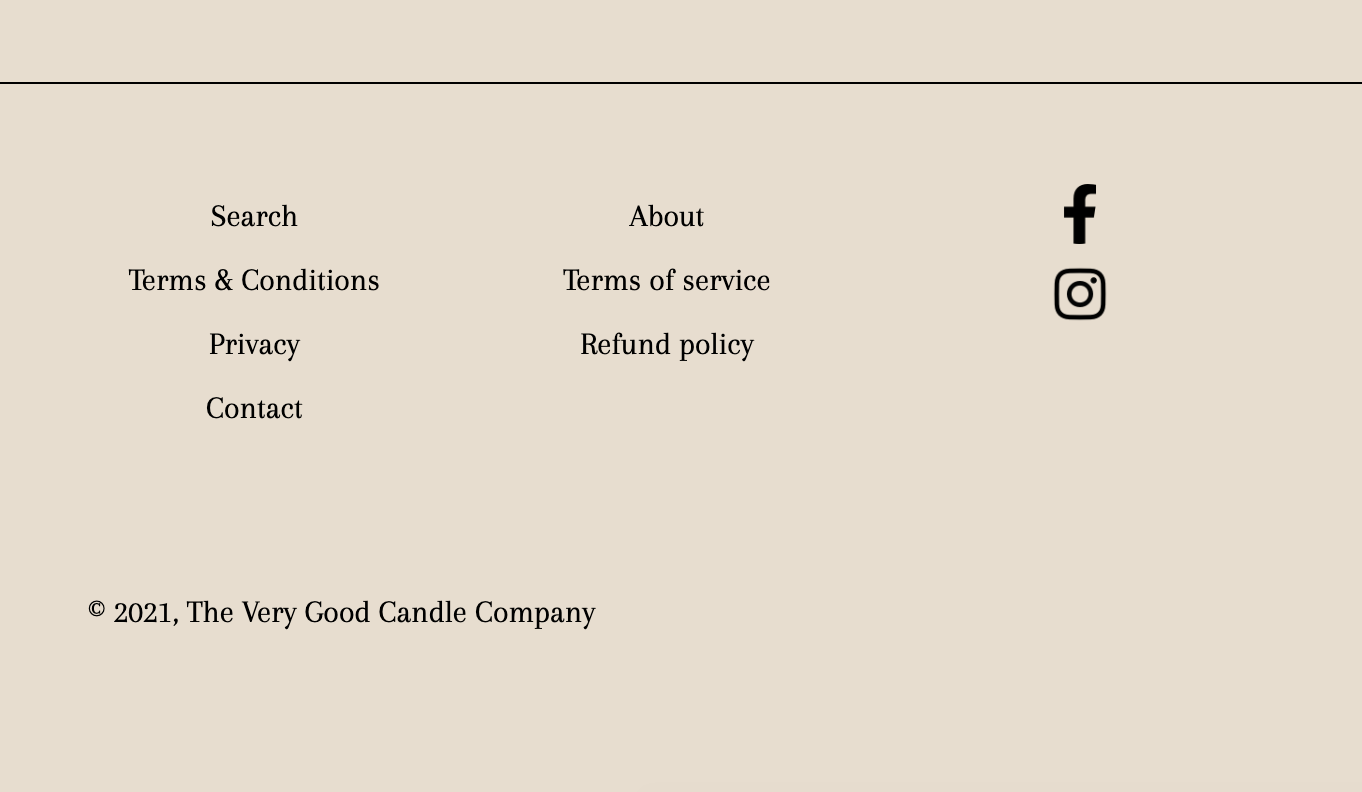 Search
Terms & Conditions
Privacy
Contact
About
Terms of service
Refund policy
© 2021, The Very Good Candle Company